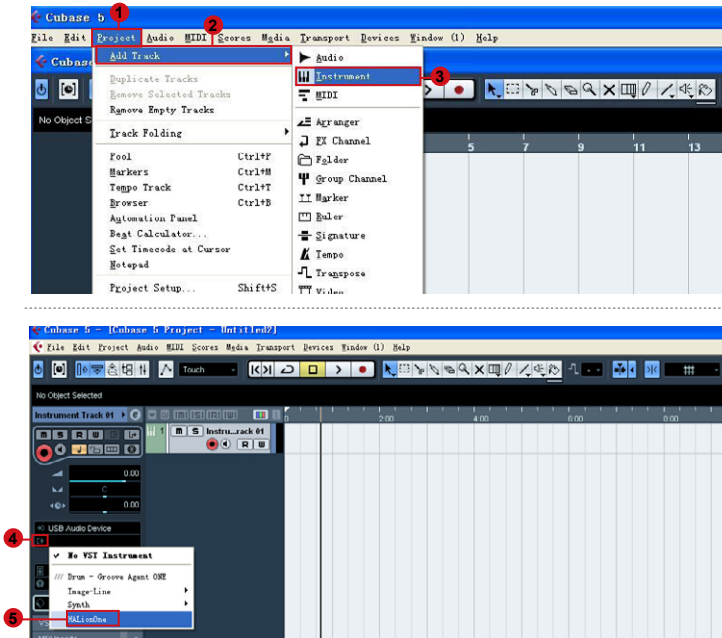 Cubase 5
1
File Edit Project Audio MIDI Scores Media Transport Devices Window (1) Help
2
Cubase
Add Track
Audio
Instrument
3
MIDI
Duplicate Tracks
Remove Selected Tracks
Remove Empty Tracks
No Object S
Arranger
Track Folding
FX Channel
5 7 9 11 13
Pool Ctrl+P
Folder
Markers Ctrl+M
Group Channel
Tempo Track Ctrl+T
Marker
Browser Ctrl+B
Ruler
Automation Panel
Signature
Beat Calculator...
Tempo
Set Timecode at Cursor
Transpose
Notepad
Video
Project Setup... Shift+S
Cubase 5 - [Cubase 5 Project - Untitled2]
File Edit Project Audio MIDI Scores Media Transport Devices Window (1) Help
Touch
No Object Selected
Instrument Track 01
2:00 4:00 6:00 8:00
M S R W
1 M S Instru...rack 01
R W
0.00
C
0.00
USB Audio Device
4
No VST Instrument
Drum - Groove Agent ONE
Image-Line
Synth
5
HALionOne